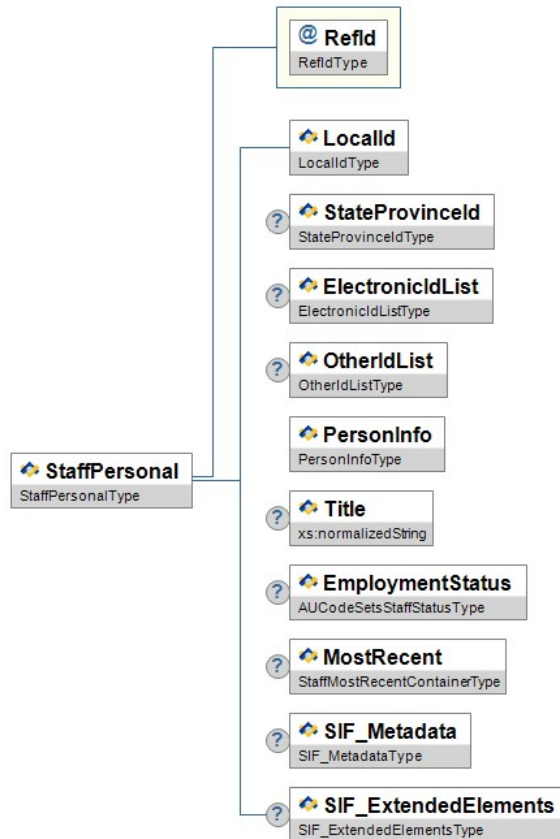 @ RefId
RefIdType
LocalId
LocalIdType
? StateProvinceId
StateProvinceIdType
? ElectronicIdList
ElectronicIdListType
? OtherIdList
OtherIdListType
PersonInfo
PersonInfoType
StaffPersonal
StaffPersonalType
? Title
xs:normalizedString
? EmploymentStatus
AUCodeSetsStaffStatusType
? MostRecent
StaffMostRecentContainerType
? SIF_Metadata
SIF_MetadataType
? SIF_ExtendedElements
SIF_ExtendedElementsType